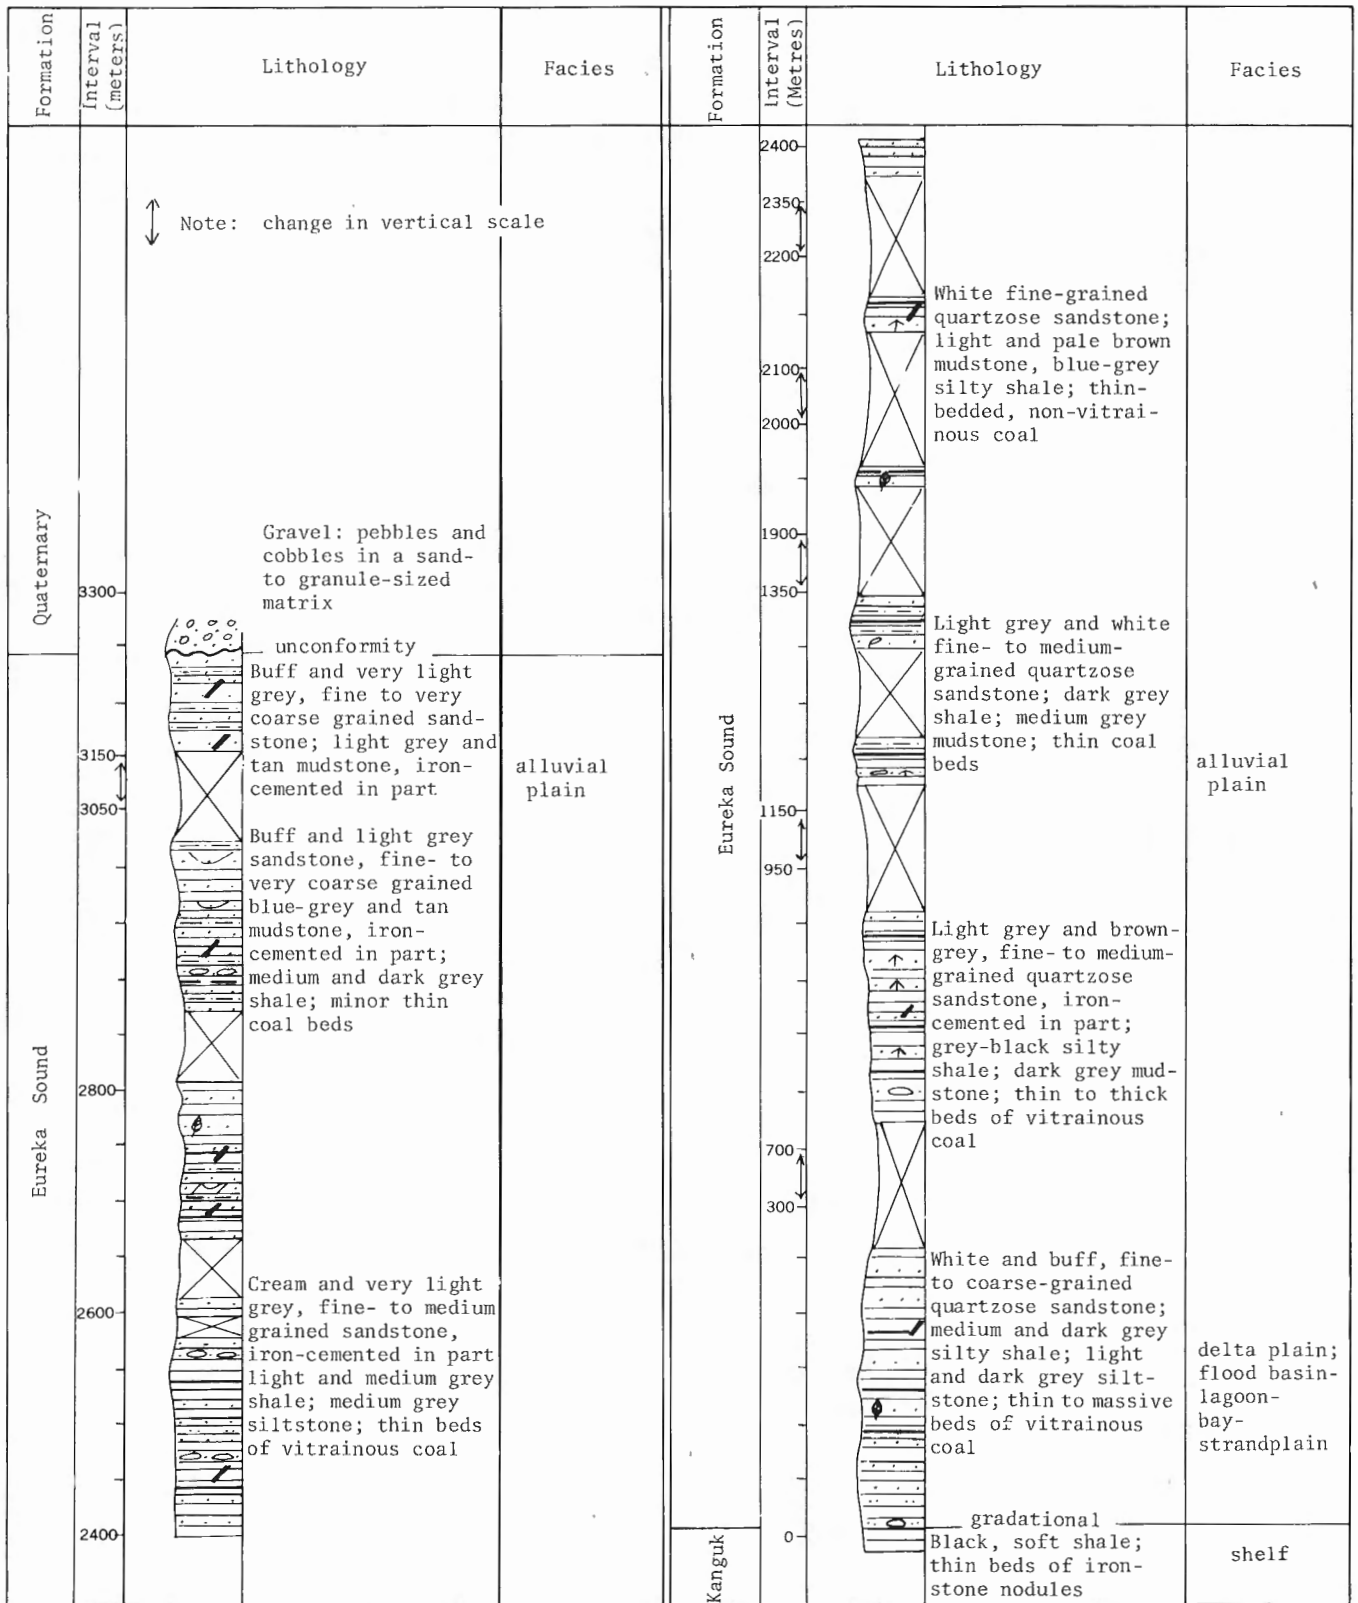 Formation
Interval
(meters)
Lithology
Facies
Note: change in vertical scale
Quaternary
Gravel: pebbles and
cobbles in a sand-
to granule-sized
matrix
unconformity
Eureka Sound
Buff and very light
grey, fine to very
coarse grained sand-
stone; light grey and
tan mudstone, iron-
cemented in part
Buff and light grey
sandstone, fine- to
very coarse grained
blue-grey and tan
mudstone, iron-
cemented in part;
medium and dark grey
shale; minor thin
coal beds
Cream and very light
grey, fine- to medium
grained sandstone,
iron-cemented in part
light and medium grey
shale; medium grey
siltstone; thin beds
of vitrainous coal
alluvial
plain
3300
3150
3050
2800
2600
2400
Formation
Interval
(Metres)
Lithology
Facies
2400
2350
2200
2100
2000
1900
1350
1150
950
700
300
0
Eureka Sound
White fine-grained
quartzose sandstone;
light and pale brown
mudstone, blue-grey
silty shale; thin-
bedded, non-vitrai-
nous coal
Light grey and white
fine- to medium-
grained quartzose
sandstone; dark grey
shale; medium grey
mudstone; thin coal
beds
alluvial
plain
Light grey and brown-
grey, fine- to medium-
grained quartzose
sandstone, iron-
cemented in part;
grey-black silty
shale; dark grey mud-
stone; thin to thick
beds of vitrainous
coal
White and buff, fine-
to coarse-grained
quartzose sandstone;
medium and dark grey
silty shale; light
and dark grey silt-
stone; thin to massive
beds of vitrainous
coal
delta plain;
flood basin-
lagoon-
bay-
strandplain
gradational
Kanguk
Black, soft shale;
thin beds of iron-
stone nodules
shelf